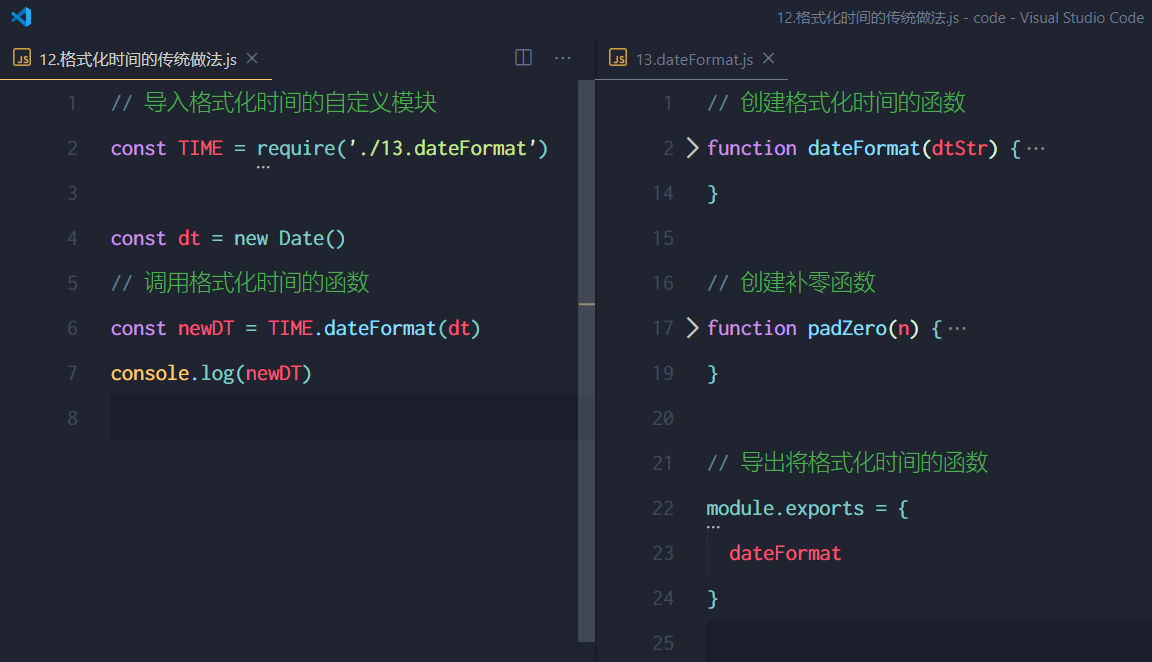 12.格式化时间的传统做法.js - code - Visual Studio Code
JS 12.格式化时间的传统做法.js
1 // 导入格式化时间的自定义模块
2 const TIME = require('./13.dateFormat')
3
4 const dt = new Date()
5 // 调用格式化时间的函数
6 const newDT = TIME.dateFormat(dt)
7 console.log(newDT)
8
JS 13.dateFormat.js
1 // 创建格式化时间的函数
2 function dateFormat(dtStr) {···
14 }
15
16 // 创建补零函数
17 function padZero(n) {···
19 }
20
21 // 导出将格式化时间的函数
22 module.exports = {
23 dateFormat
24 }
25